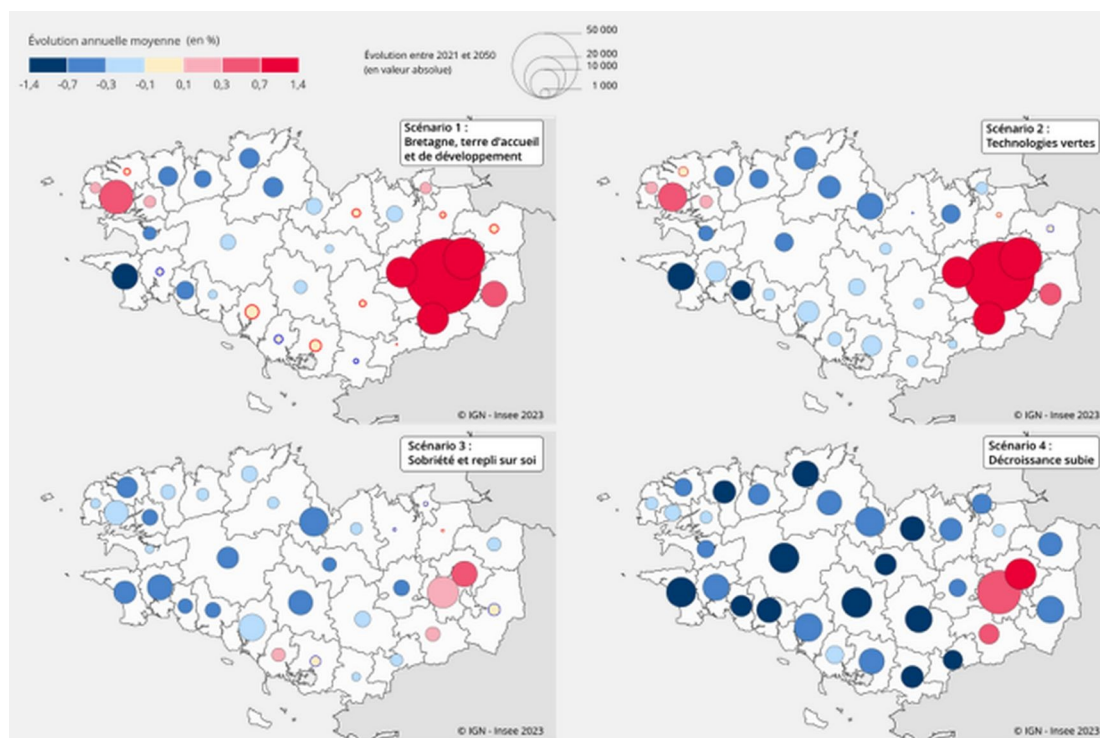 Évolution annuelle moyenne (en %)
-1,4 -0,7 -0,3 -0,1 0,1 0,3 0,7 1,4
Évolution entre 2021 et 2050
(en valeur absolue)
50 000
20 000
10 000
1 000
Scénario 1 :
Bretagne, terre d'accueil
et de développement
© IGN - Insee 2023
Scénario 2 :
Technologies vertes
© IGN - Insee 2023
Scénario 3 :
Sobriété et repli sur soi
© IGN - Insee 2023
Scénario 4 :
Décroissance subie
© IGN - Insee 2023